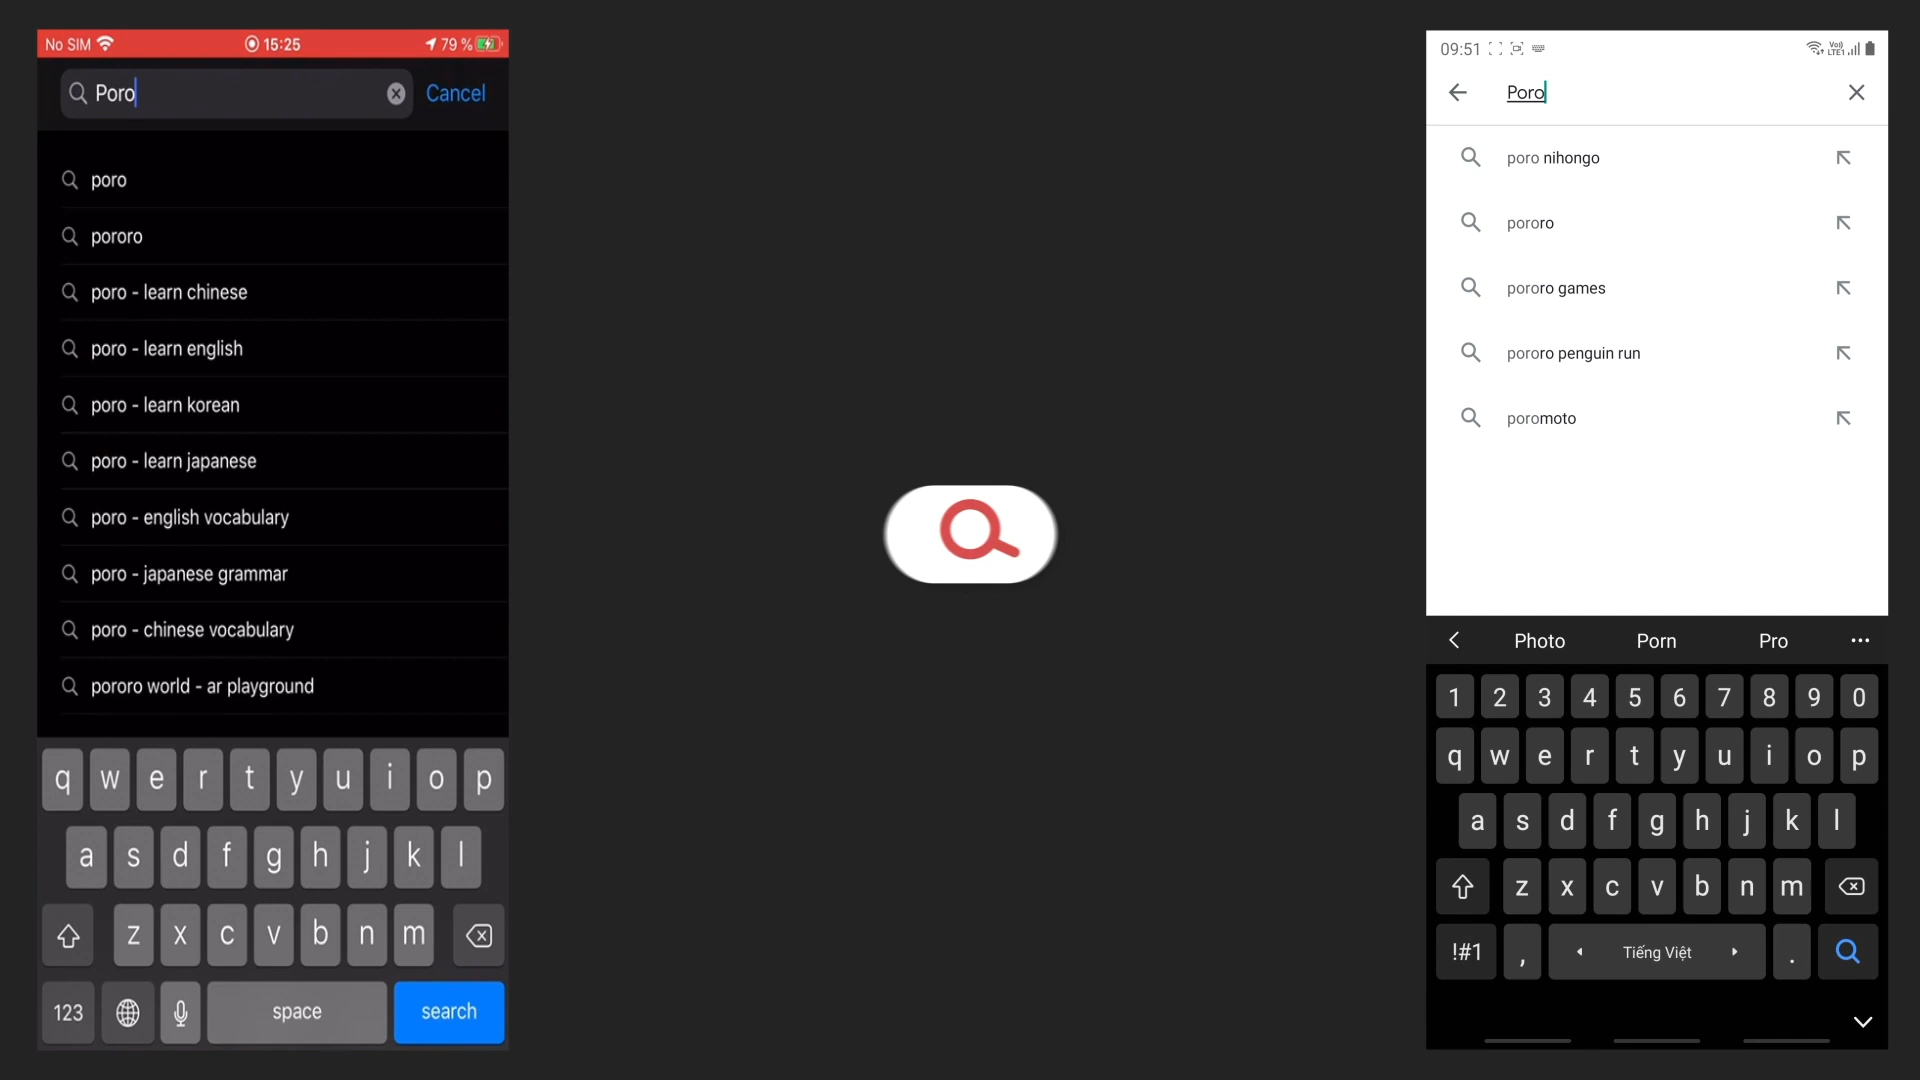 No SIM 15:25 79 %
Poro Cancel
poro
pororo
poro - learn chinese
poro - learn english
poro - learn korean
poro - learn japanese
poro - english vocabulary
poro - japanese grammar
poro - chinese vocabulary
pororo world - ar playground
q w e r t y u i o p
a s d f g h j k l
z x c v b n m
123 space search
09:51 Vo) LTE1
Poro
poro nihongo
pororo
pororo games
pororo penguin run
poromoto
Photo Porn Pro
1 2 3 4 5 6 7 8 9 0
q w e r t y u i o p
a s d f g h j k l
z x c v b n m
!#1 , Tiếng Việt .